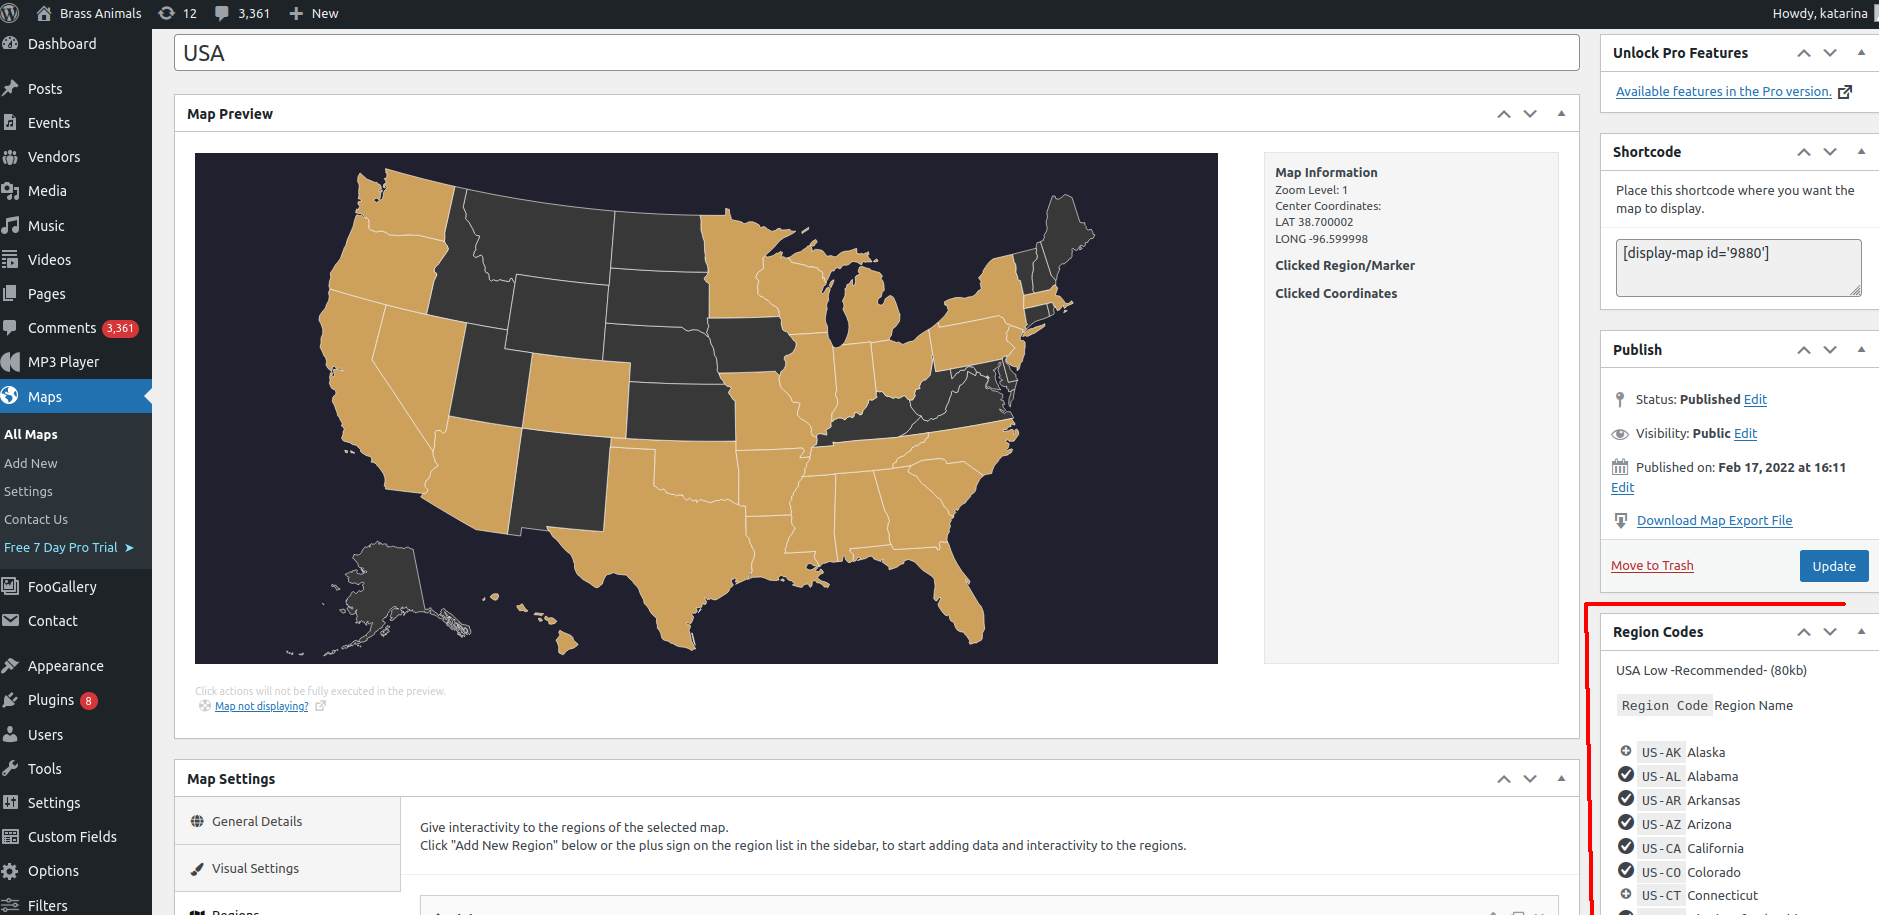 Brass Animals 12 3,361 New Howdy, katarina
Dashboard
Posts
Events
Vendors
Media
Music
Videos
Pages
Comments 3,361
MP3 Player
Maps
All Maps
Add New
Settings
Contact Us
Free 7 Day Pro Trial ➤
FooGallery
Contact
Appearance
Plugins 8
Users
Tools
Settings
Custom Fields
Options
Filters
USA
Map Preview
Map Information
Zoom Level: 1
Center Coordinates:
LAT 38.700002
LONG -96.599998
Clicked Region/Marker
Clicked Coordinates
Click actions will not be fully executed in the preview.
Map not displaying?
Map Settings
General Details
Visual Settings
Regions
Give interactivity to the regions of the selected map.
Click "Add New Region" below or the plus sign on the region list in the sidebar, to start adding data and interactivity to the regions.
Unlock Pro Features
Available features in the Pro version.
Shortcode
Place this shortcode where you want the
map to display.
[display-map id='9880']
Publish
Status: Published Edit
Visibility: Public Edit
Published on: Feb 17, 2022 at 16:11
Edit
Download Map Export File
Move to Trash Update
Region Codes
USA Low -Recommended- (80kb)
Region Code Region Name
US-AK Alaska
US-AL Alabama
US-AR Arkansas
US-AZ Arizona
US-CA California
US-CO Colorado
US-CT Connecticut